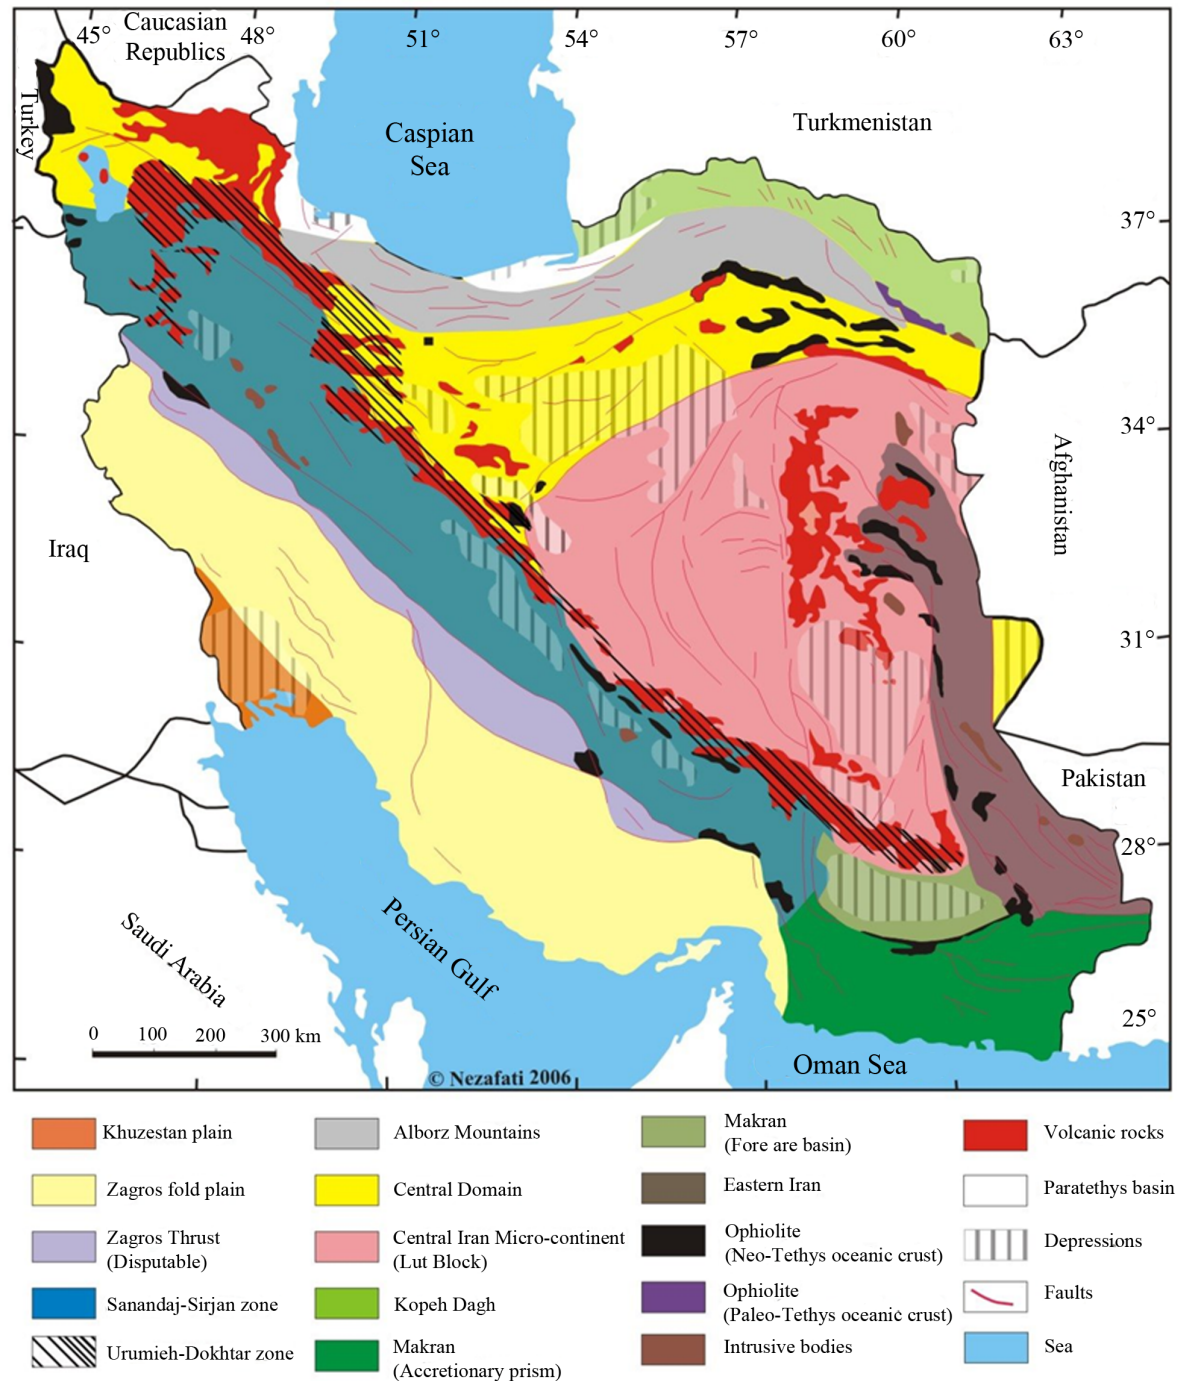 45°
Caucasian
Republics
48°
51°
54°
57°
60°
63°
Turkey
Caspian
Sea
Turkmenistan
37°
34°
Afghanistan
Iraq
31°
Pakistan
28°
Saudi Arabia
Persian Gulf
25°
0 100 200 300 km
Oman Sea
© Nezafati 2006
Khuzestan plain
Zagros fold plain
Zagros Thrust
(Disputable)
Sanandaj-Sirjan zone
Urumieh-Dokhtar zone
Alborz Mountains
Central Domain
Central Iran Micro-continent
(Lut Block)
Kopeh Dagh
Makran
(Accretionary prism)
Makran
(Fore are basin)
Eastern Iran
Ophiolite
(Neo-Tethys oceanic crust)
Ophiolite
(Paleo-Tethys oceanic crust)
Intrusive bodies
Volcanic rocks
Paratethys basin
Depressions
Faults
Sea